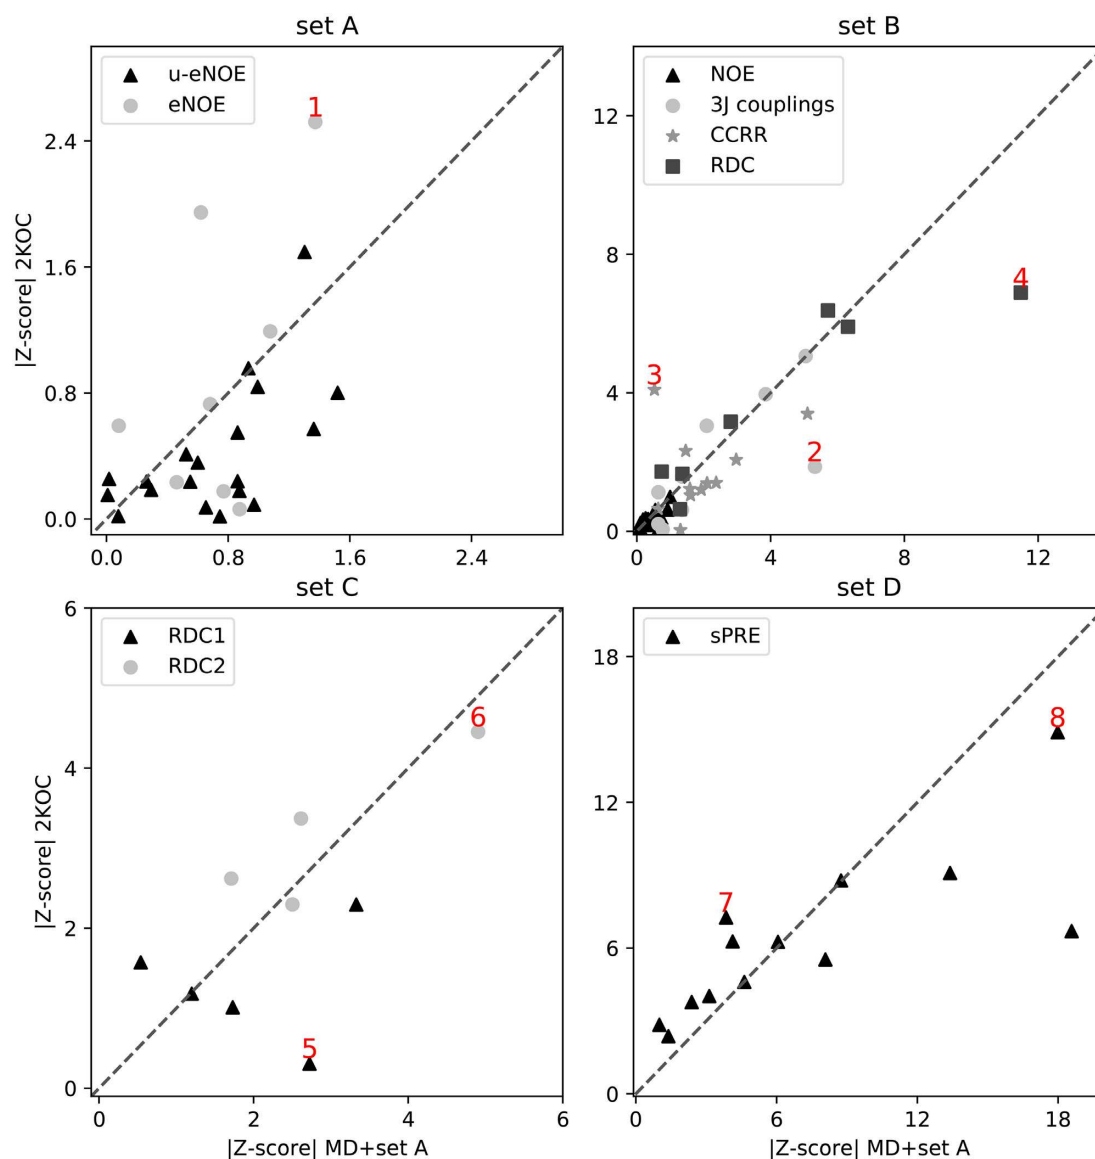 set A
u-eNOE
eNOE
1
2.4
1.6
0.8
0.0
0.0 0.8 1.6 2.4
|Z-score| 2KOC
set B
NOE
3J couplings
CCRR
RDC
12
8
4
0
4
3
2
0 4 8 12
set C
RDC1
RDC2
6
4
2
0
6
5
0 2 4 6
|Z-score| 2KOC
|Z-score| MD+set A
set D
sPRE
18
12
6
0
8
7
0 6 12 18
|Z-score| MD+set A